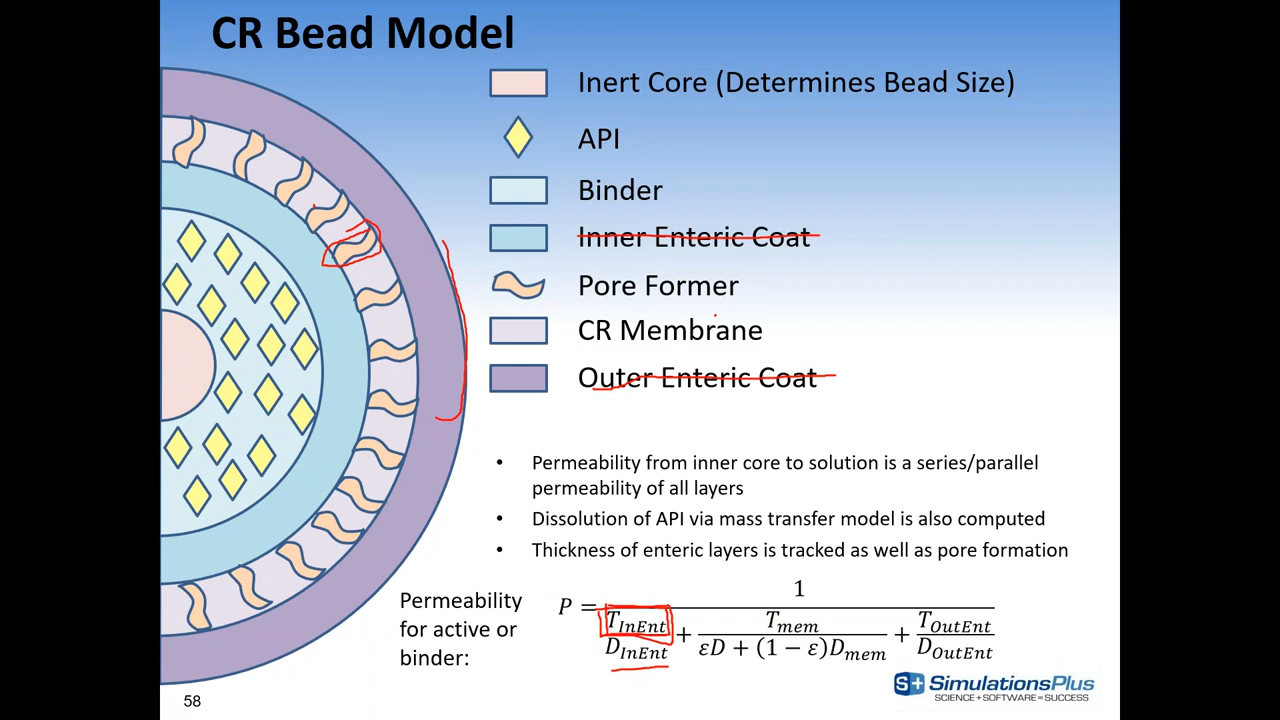 CR Bead Model
Inert Core (Determines Bead Size)
API
Binder
Inner Enteric Coat
Pore Former
CR Membrane
Outer Enteric Coat
• Permeability from inner core to solution is a series/parallel
permeability of all layers
• Dissolution of API via mass transfer model is also computed
• Thickness of enteric layers is tracked as well as pore formation
Permeability
for active or
binder:
P = 1 / (T_InEnt / D_InEnt + T_mem / (εD + (1 − ε)D_mem) + T_OutEnt / D_OutEnt)
S+ SimulationsPlus
SCIENCE + SOFTWARE = SUCCESS
58